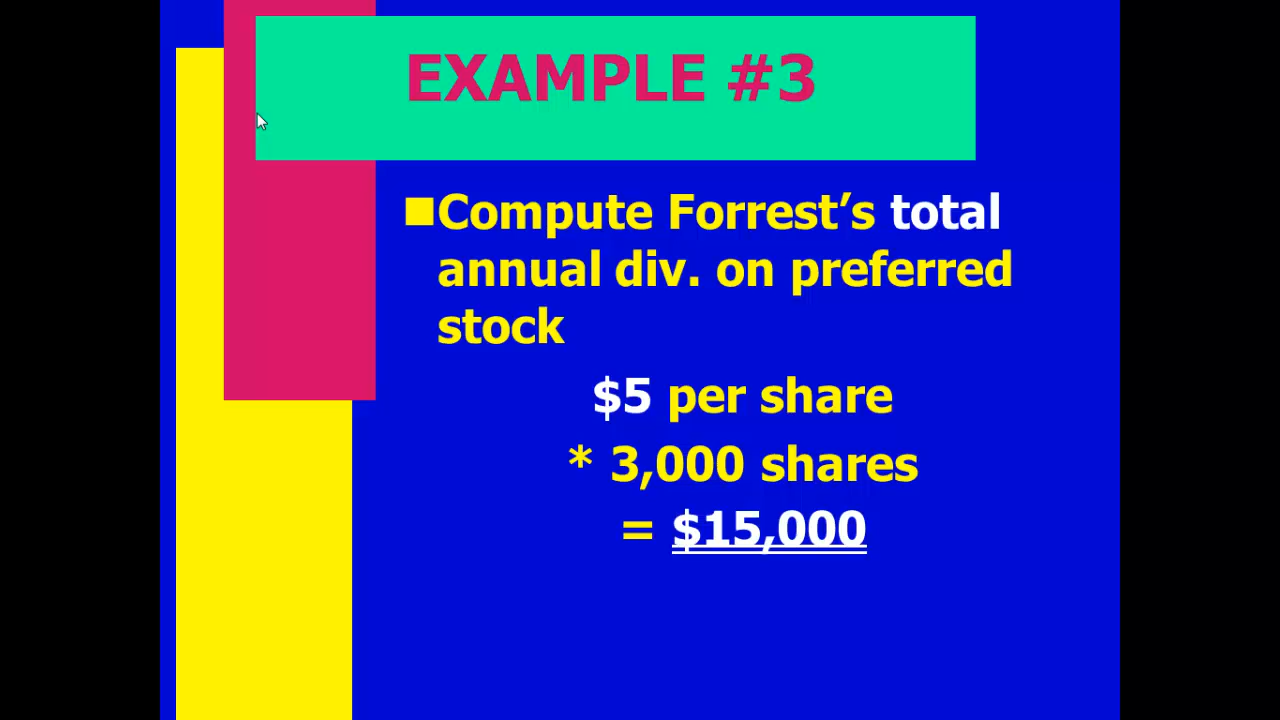 EXAMPLE #3
Compute Forrest’s total
annual div. on preferred
stock
$5 per share
* 3,000 shares
= $15,000